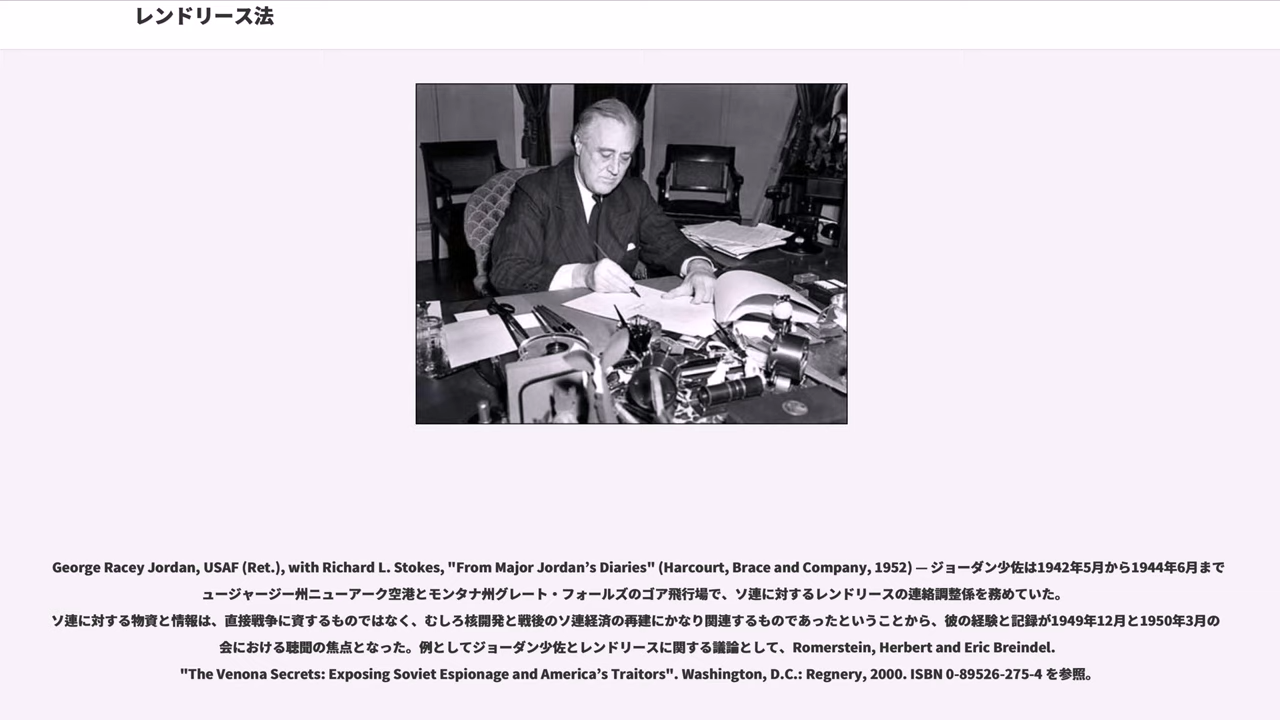 レンドリース法
George Racey Jordan, USAF (Ret.), with Richard L. Stokes, "From Major Jordan’s Diaries" (Harcourt, Brace and Company, 1952) — ジョーダン少佐は1942年5月から1944年6月まで
ュージャージー州ニューアーク空港とモンタナ州グレート・フォールズのゴア飛行場で、ソ連に対するレンドリースの連絡調整係を務めていた。
ソ連に対する物資と情報は、直接戦争に資するものではなく、むしろ核開発と戦後のソ連経済の再建にかなり関連するものであったということから、彼の経験と記録が1949年12月と1950年3月の
会における聴聞の焦点となった。例としてジョーダン少佐とレンドリースに関する議論として、Romerstein, Herbert and Eric Breindel.
"The Venona Secrets: Exposing Soviet Espionage and America’s Traitors". Washington, D.C.: Regnery, 2000. ISBN 0-89526-275-4 を参照。